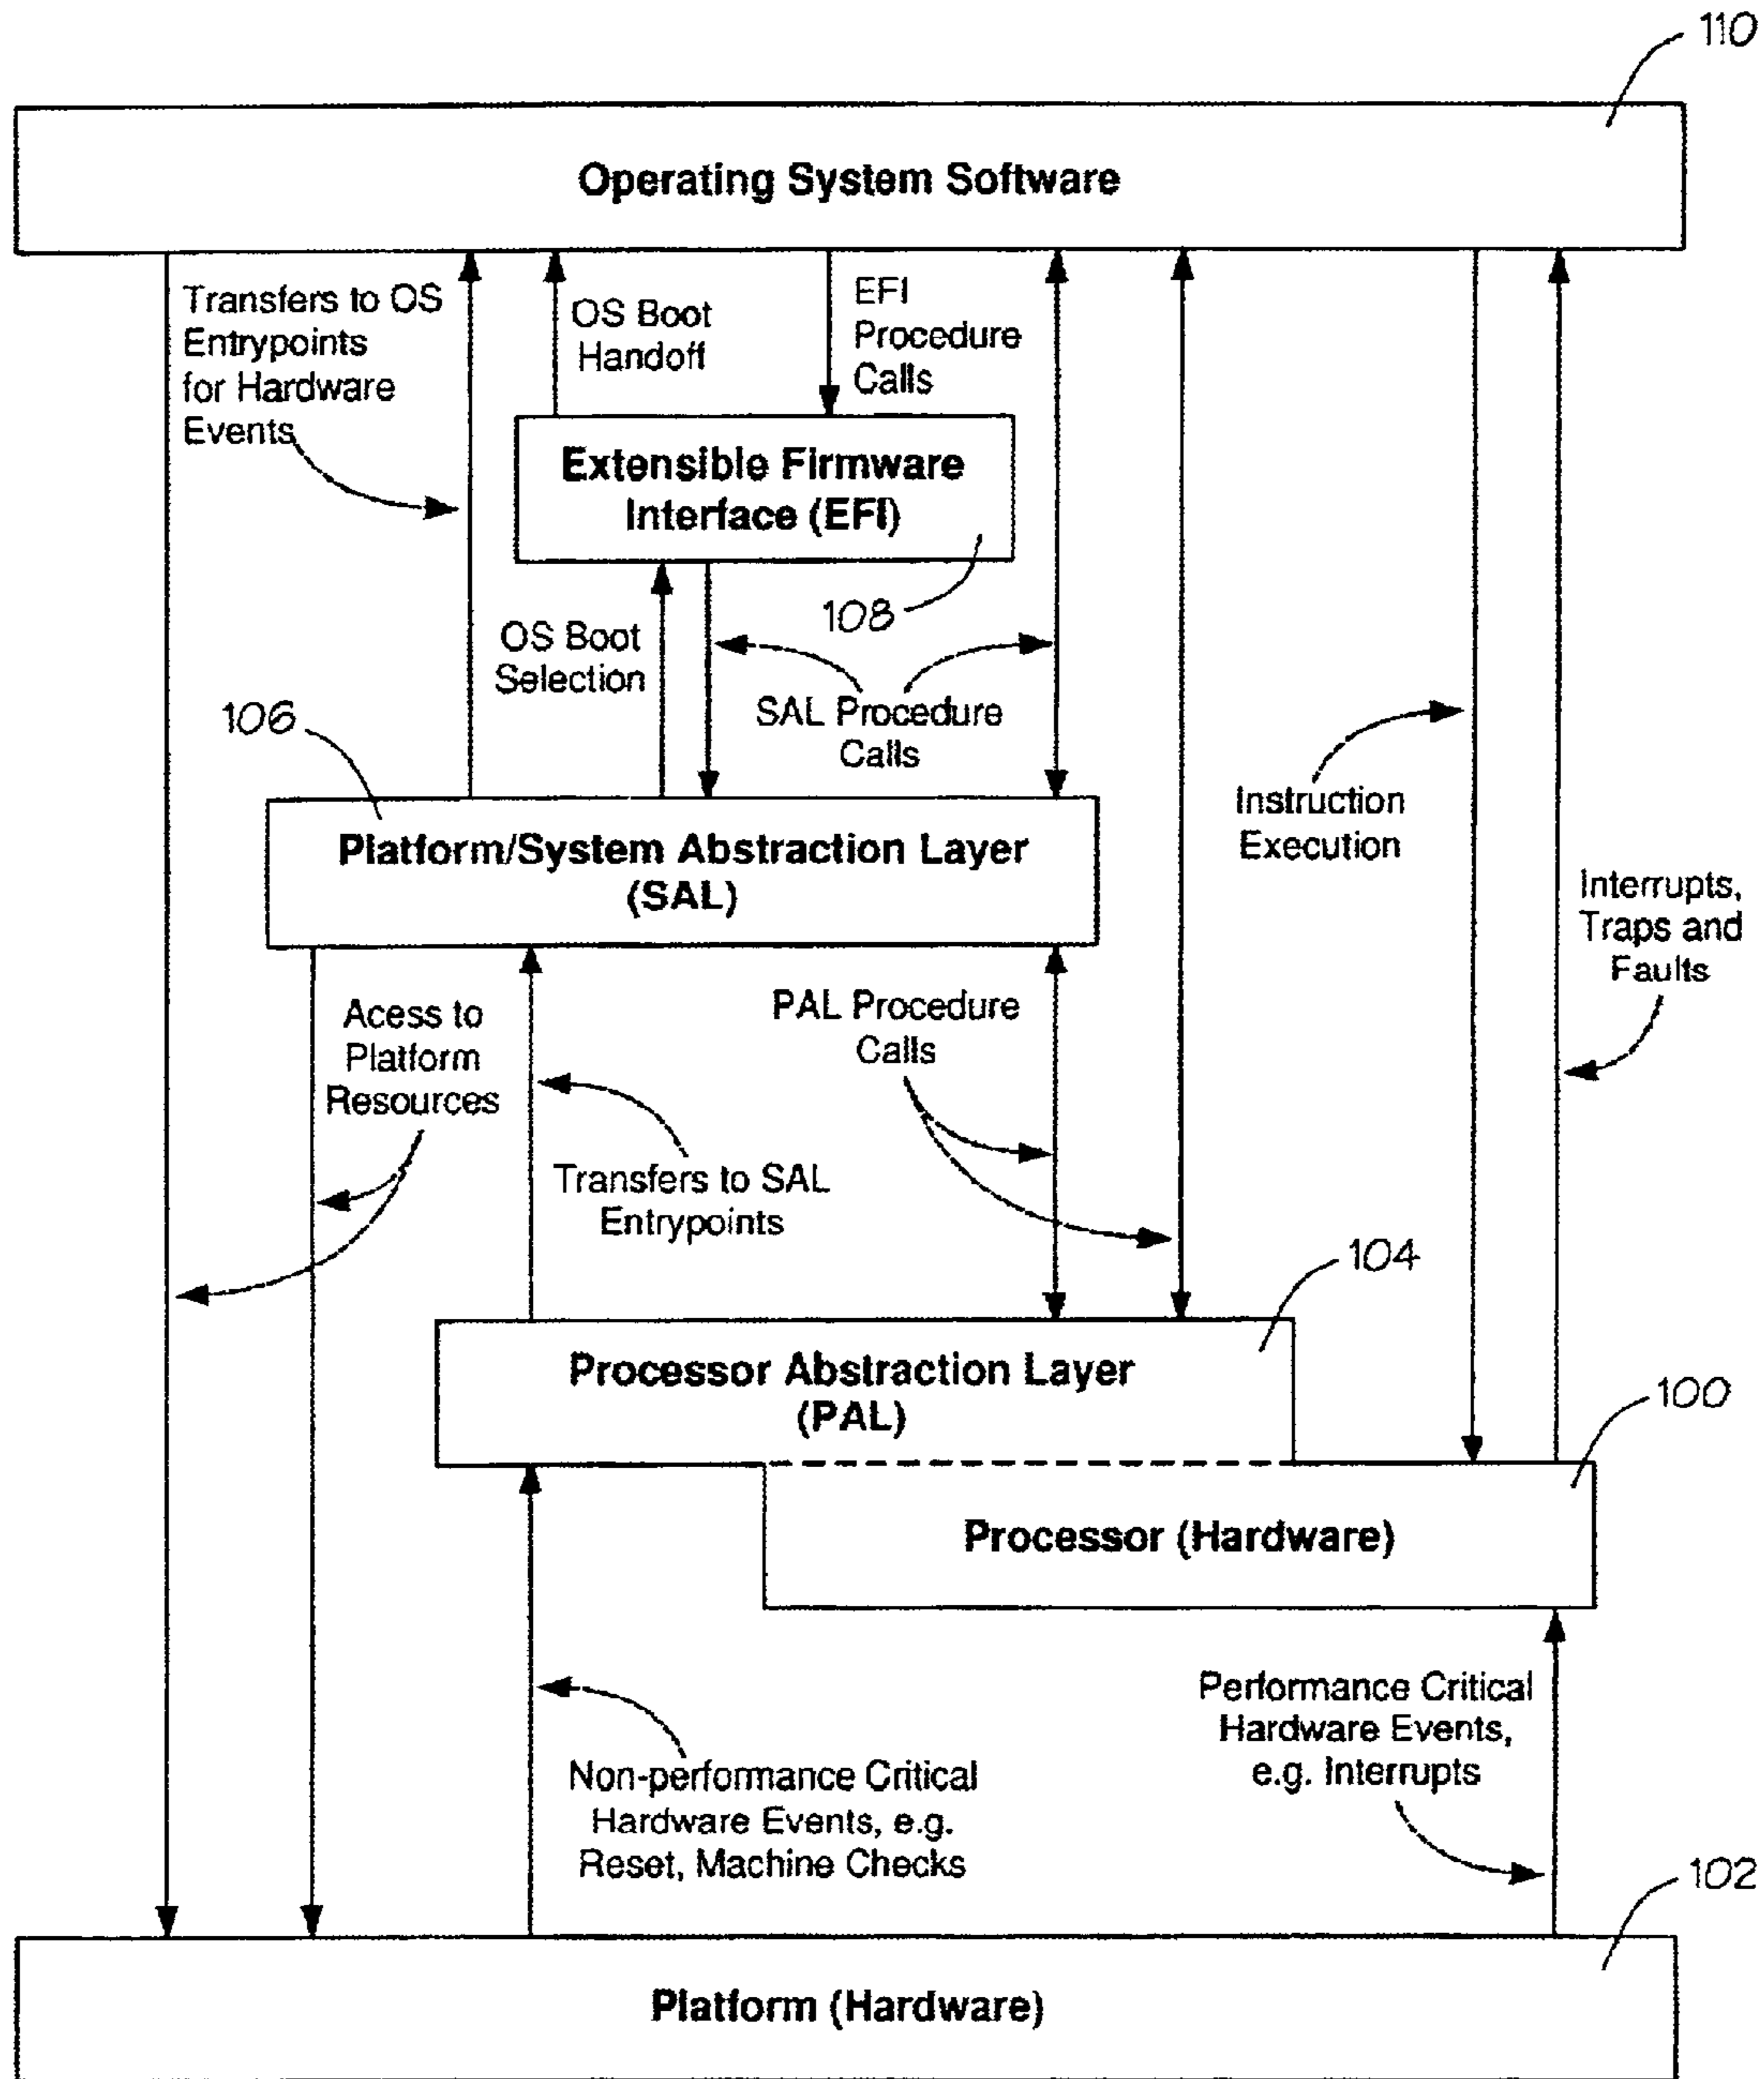 110
Operating System Software
Transfers to OS
Entrypoints
for Hardware
Events
OS Boot
Handoff
EFI
Procedure
Calls
Extensible Firmware
Interface (EFI)
108
OS Boot
Selection
SAL Procedure
Calls
106
Platform/System Abstraction Layer
(SAL)
Instruction
Execution
Interrupts,
Traps and
Faults
Acess to
Platform
Resources
PAL Procedure
Calls
Transfers to SAL
Entrypoints
104
Processor Abstraction Layer
(PAL)
100
Processor (Hardware)
Non-performance Critical
Hardware Events, e.g.
Reset, Machine Checks
Performance Critical
Hardware Events,
e.g. Interrupts
102
Platform (Hardware)